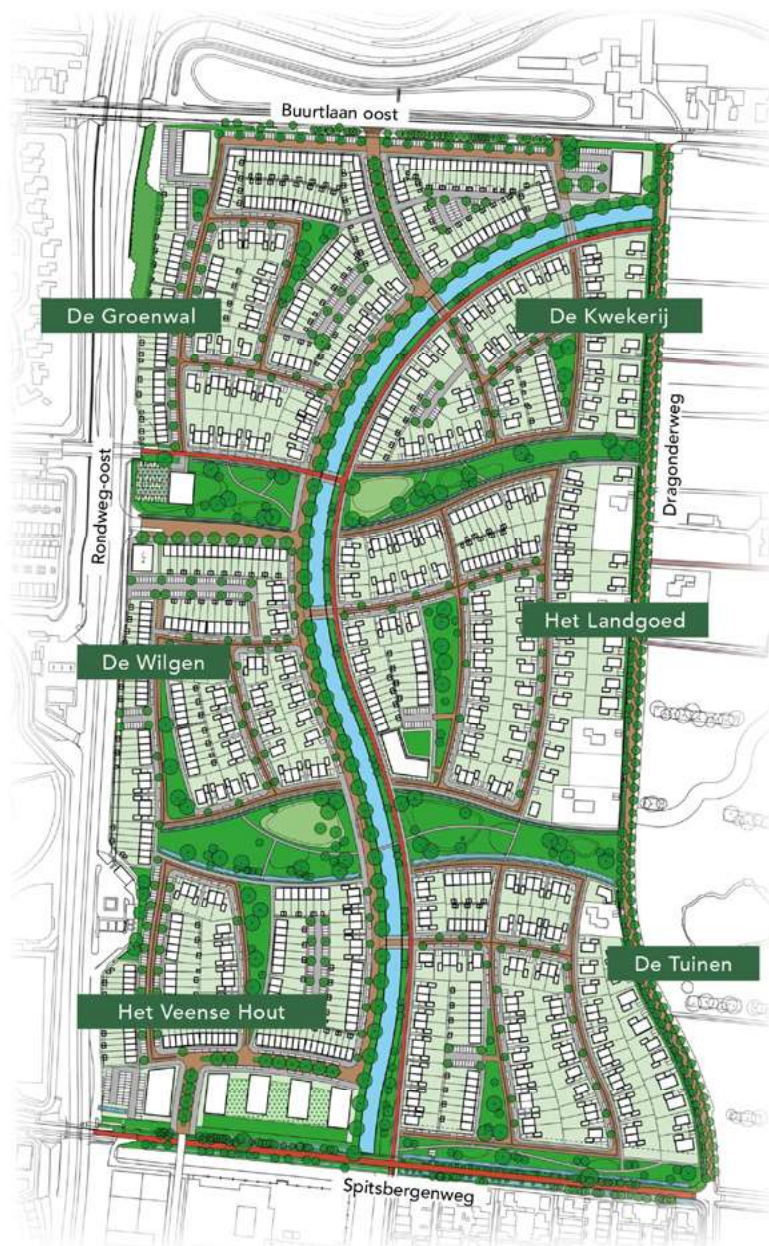 Buurtlaan oost
De Groenwal
De Kwekerij
Rondweg-oost
Dragonderweg
Het Landgoed
De Wilgen
De Tuinen
Het Veense Hout
Spitsbergenweg